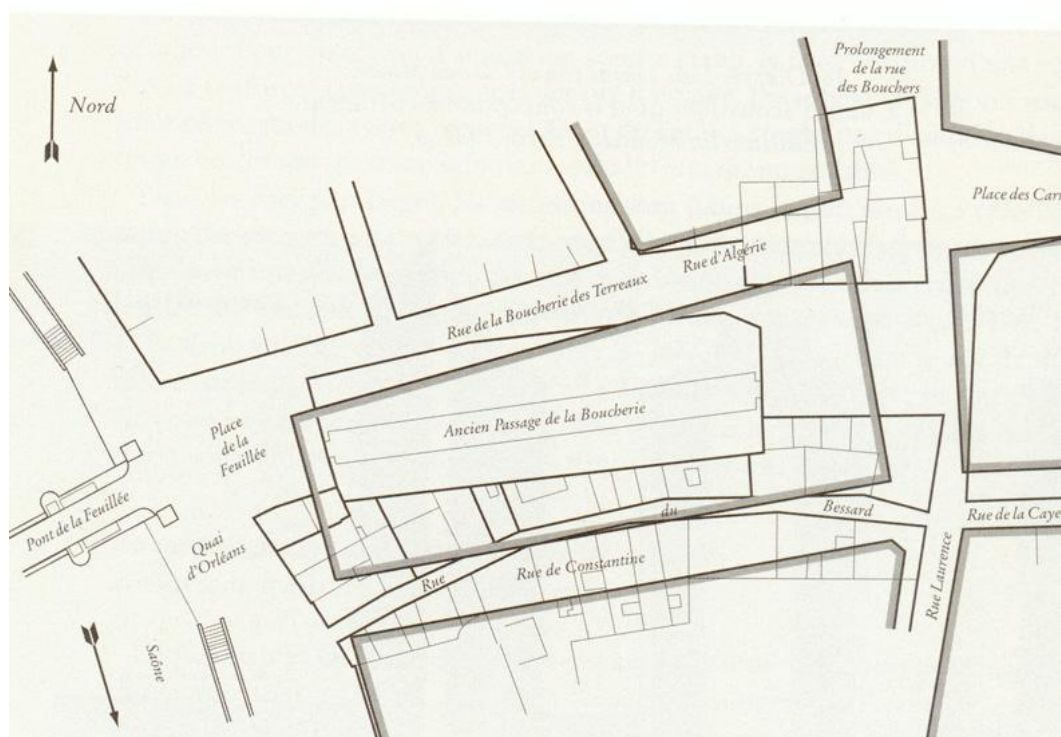 Nord
Prolongement
de la rue
des Bouchers
Place des Carr
Rue d'Algérie
Rue de la Boucherie des Terreaux
Ancien Passage de la Boucherie
Place
de la
Feuillée
Pont de la Feuillée
Quai
d'Orléans
Saône
Rue
du
Bessard
Rue de Constantine
Rue Laurence
Rue de la Caye